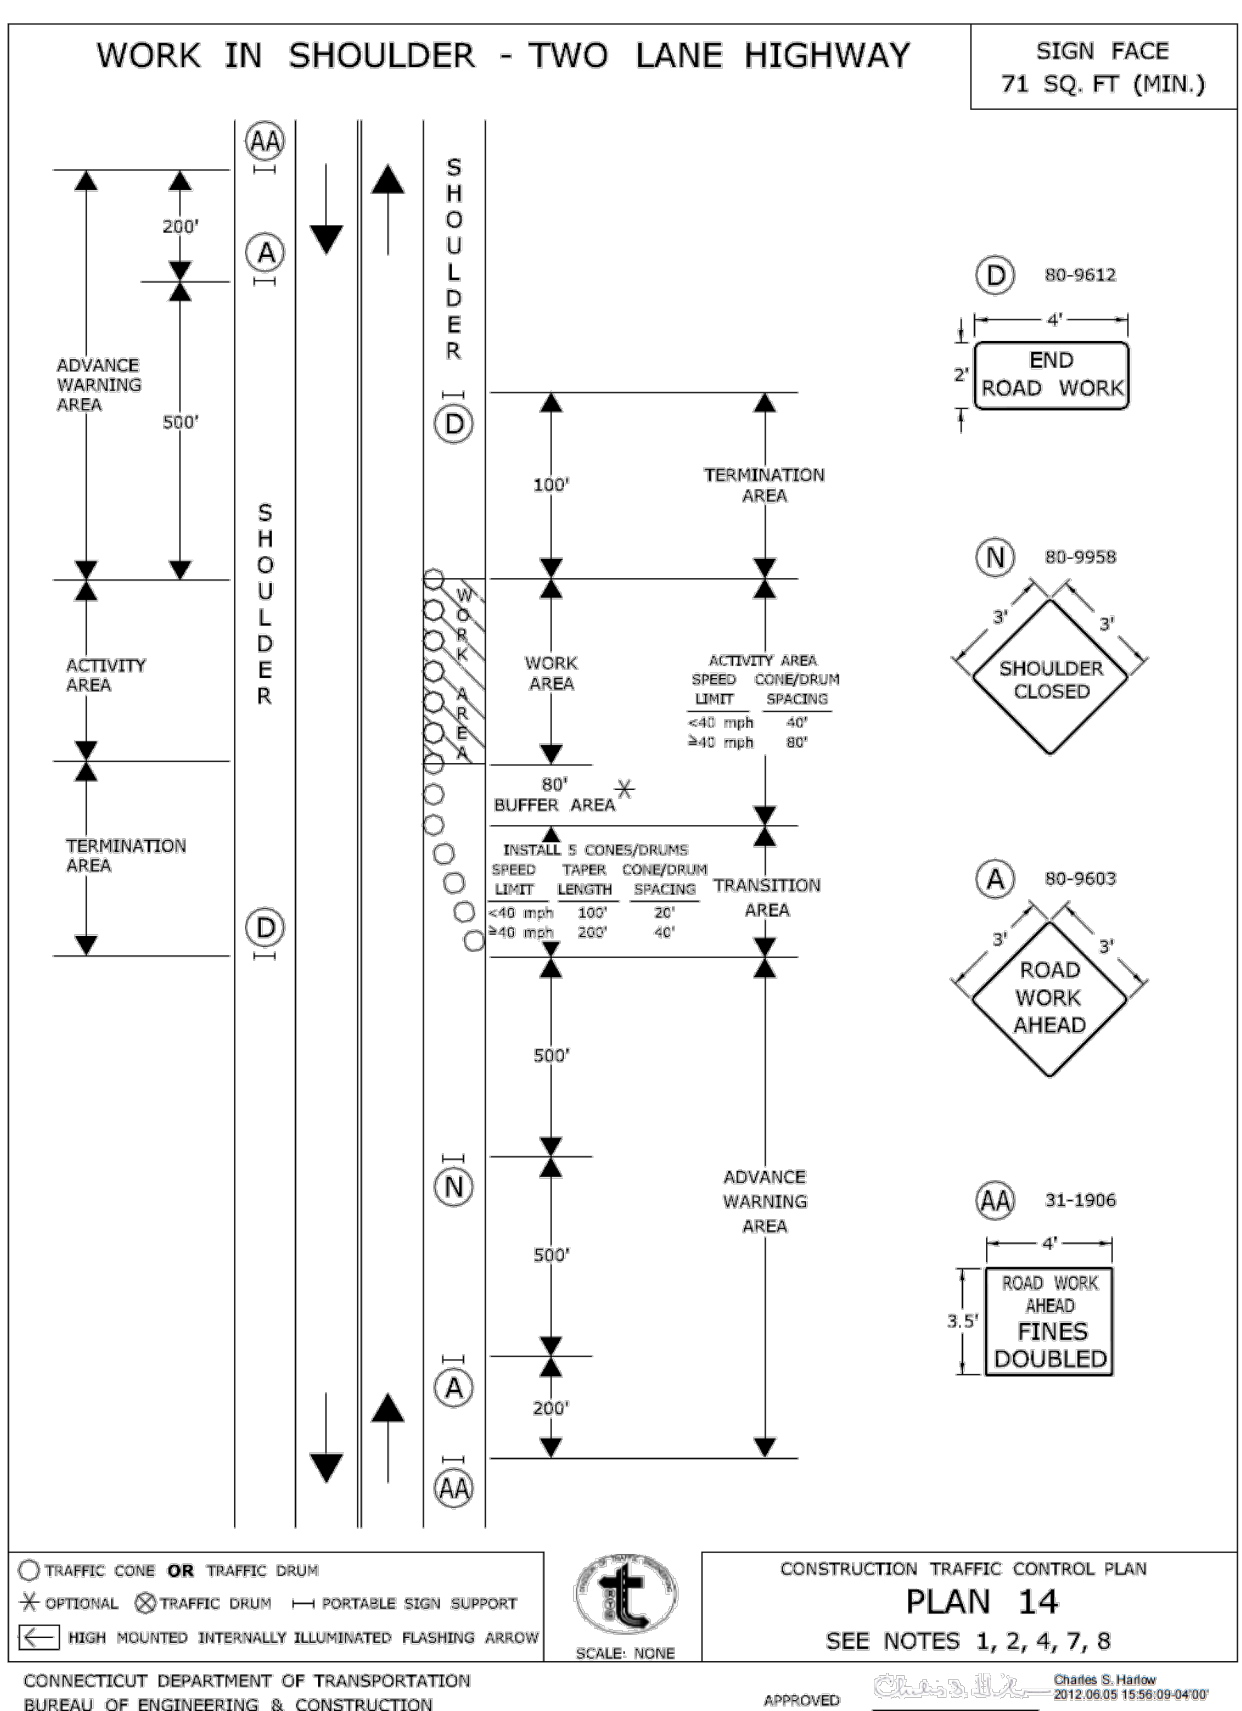 WORK IN SHOULDER - TWO LANE HIGHWAY
SIGN FACE
71 SQ. FT (MIN.)
AA
200'
A
ADVANCE
WARNING
AREA
500'
SHOULDER
ACTIVITY
AREA
TERMINATION
AREA
D
SHOULDER
D
100'
TERMINATION
AREA
WORK AREA
WORK
AREA
ACTIVITY AREA
SPEED CONE/DRUM
LIMIT SPACING
<40 mph 40'
≥40 mph 80'
80'
BUFFER AREA
INSTALL 5 CONES/DRUMS
SPEED TAPER CONE/DRUM
LIMIT LENGTH SPACING
<40 mph 100' 20'
≥40 mph 200' 40'
TRANSITION
AREA
500'
N
500'
ADVANCE
WARNING
AREA
A
200'
AA
D 80-9612
4'
2'
END
ROAD WORK
N 80-9958
3' 3'
SHOULDER
CLOSED
A 80-9603
3' 3'
ROAD
WORK
AHEAD
AA 31-1906
4'
3.5'
ROAD WORK
AHEAD
FINES
DOUBLED
TRAFFIC CONE OR TRAFFIC DRUM
OPTIONAL TRAFFIC DRUM PORTABLE SIGN SUPPORT
HIGH MOUNTED INTERNALLY ILLUMINATED FLASHING ARROW
SCALE: NONE
CONSTRUCTION TRAFFIC CONTROL PLAN
PLAN 14
SEE NOTES 1, 2, 4, 7, 8
CONNECTICUT DEPARTMENT OF TRANSPORTATION
BUREAU OF ENGINEERING & CONSTRUCTION
APPROVED
Charles S. Harlow
2012.06.05 15:56:09-04'00'